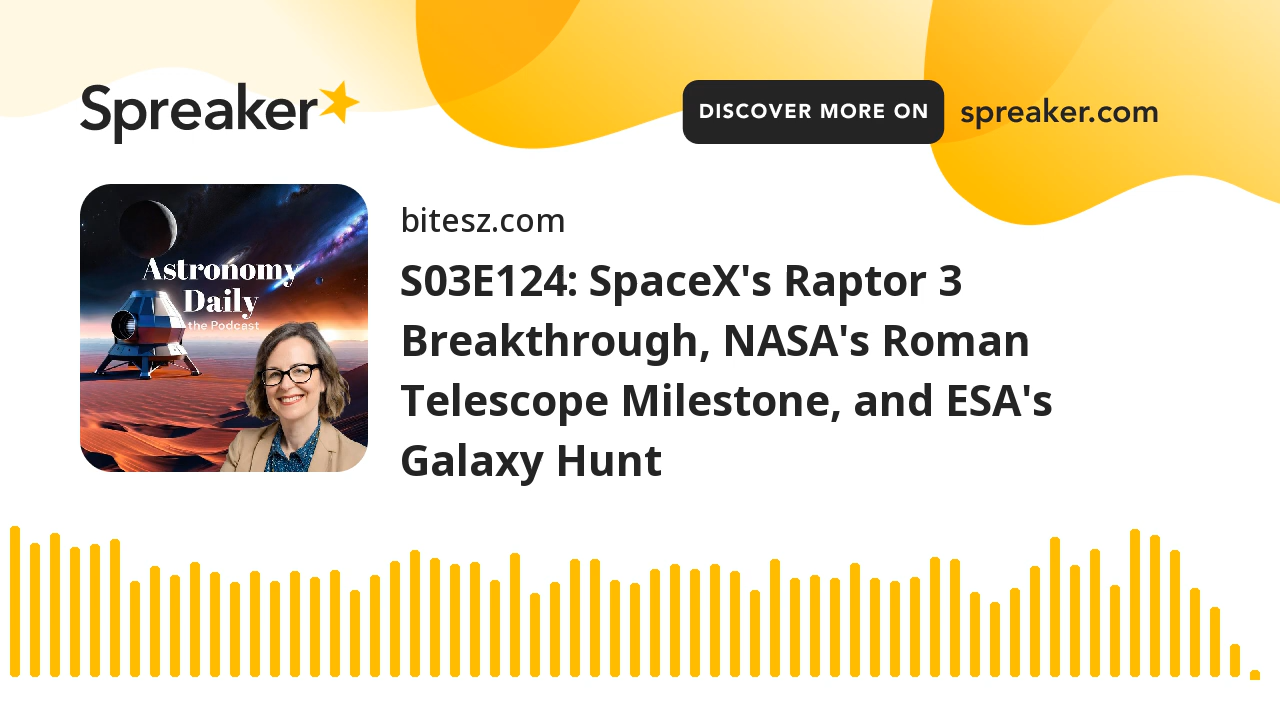 Spreaker
DISCOVER MORE ON
spreaker.com
Astronomy
Daily
the Podcast
bitesz.com
S03E124: SpaceX's Raptor 3
Breakthrough, NASA's Roman
Telescope Milestone, and ESA's
Galaxy Hunt